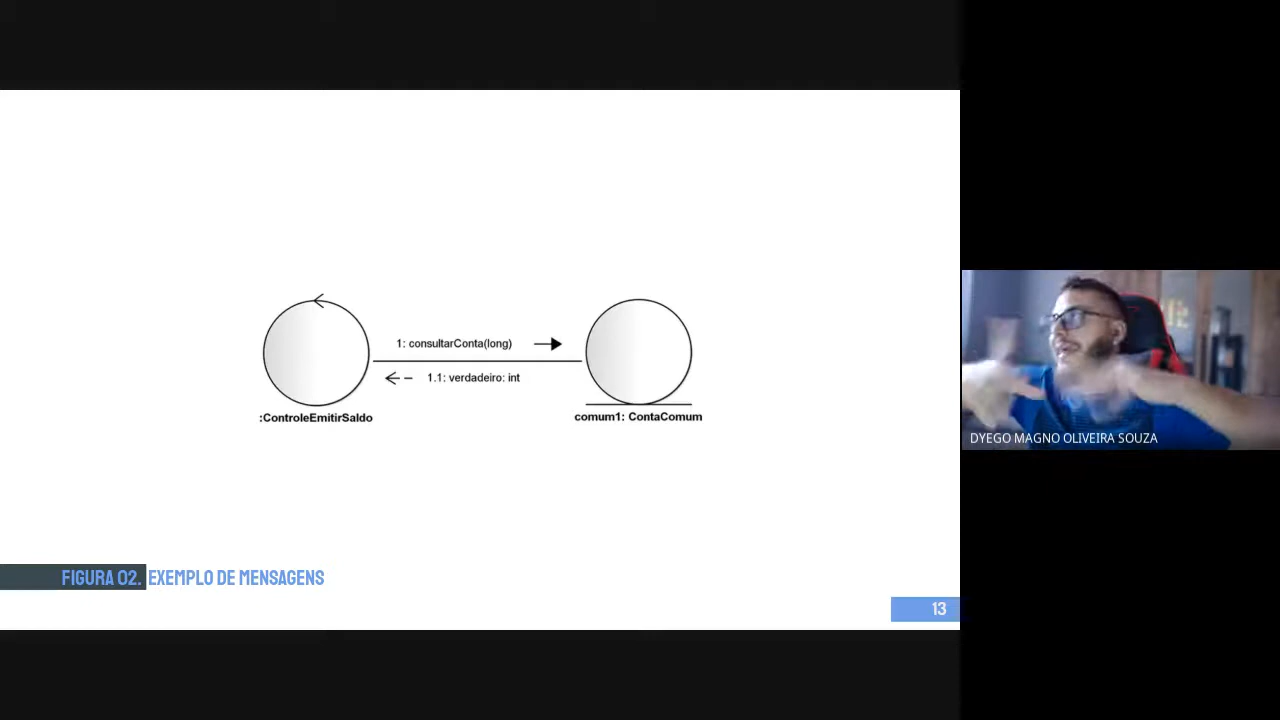 1: consultarConta(long)
1.1: verdadeiro: int
:ControleEmitirSaldo
comum1: ContaComum
FIGURA 02. EXEMPLO DE MENSAGENS
13
DYEGO MAGNO OLIVEIRA SOUZA